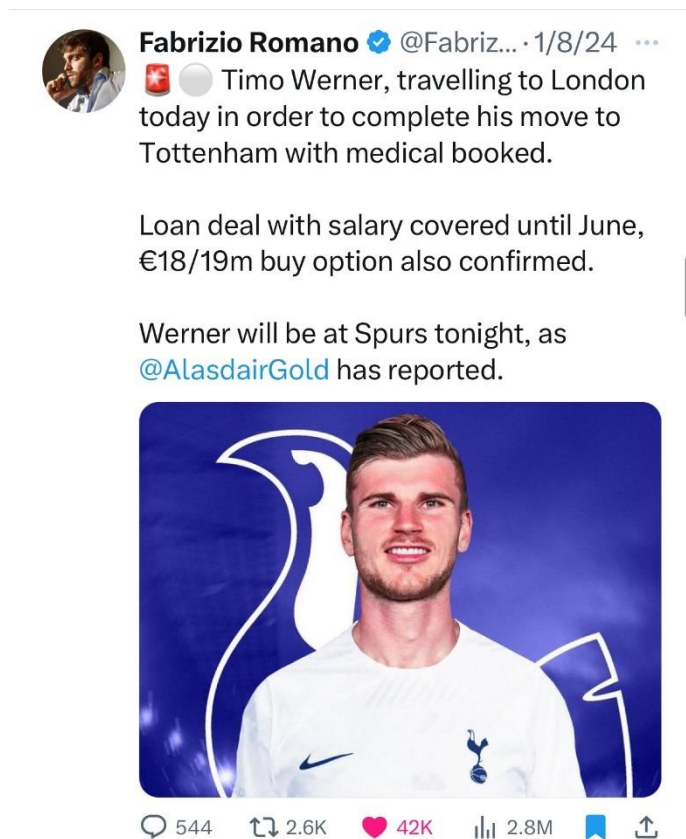 Fabrizio Romano @Fabriz... · 1/8/24
🚨⚪️ Timo Werner, travelling to London
today in order to complete his move to
Tottenham with medical booked.
Loan deal with salary covered until June,
€18/19m buy option also confirmed.
Werner will be at Spurs tonight, as
@AlasdairGold has reported.
544 2.6K 42K 2.8M